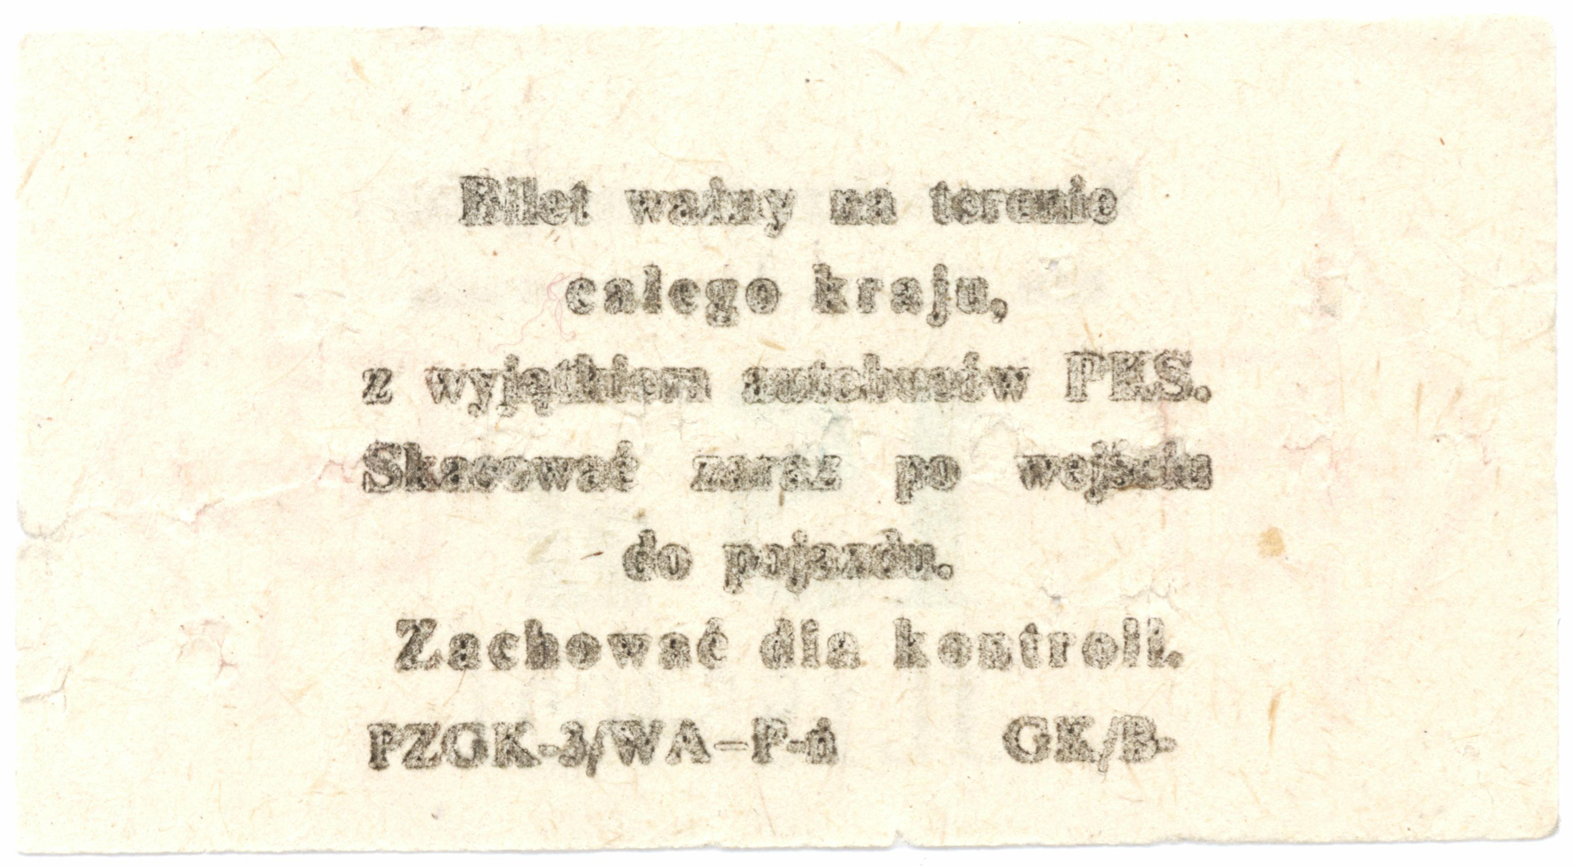 Bilet ważny na terenie
całego kraju,
z wyjątkiem autobusów PKS.
Skasować zaraz po wejściu
do pojazdu.
Zachować dla kontroli.
PZGK-3/WA–P-ń GK/B-